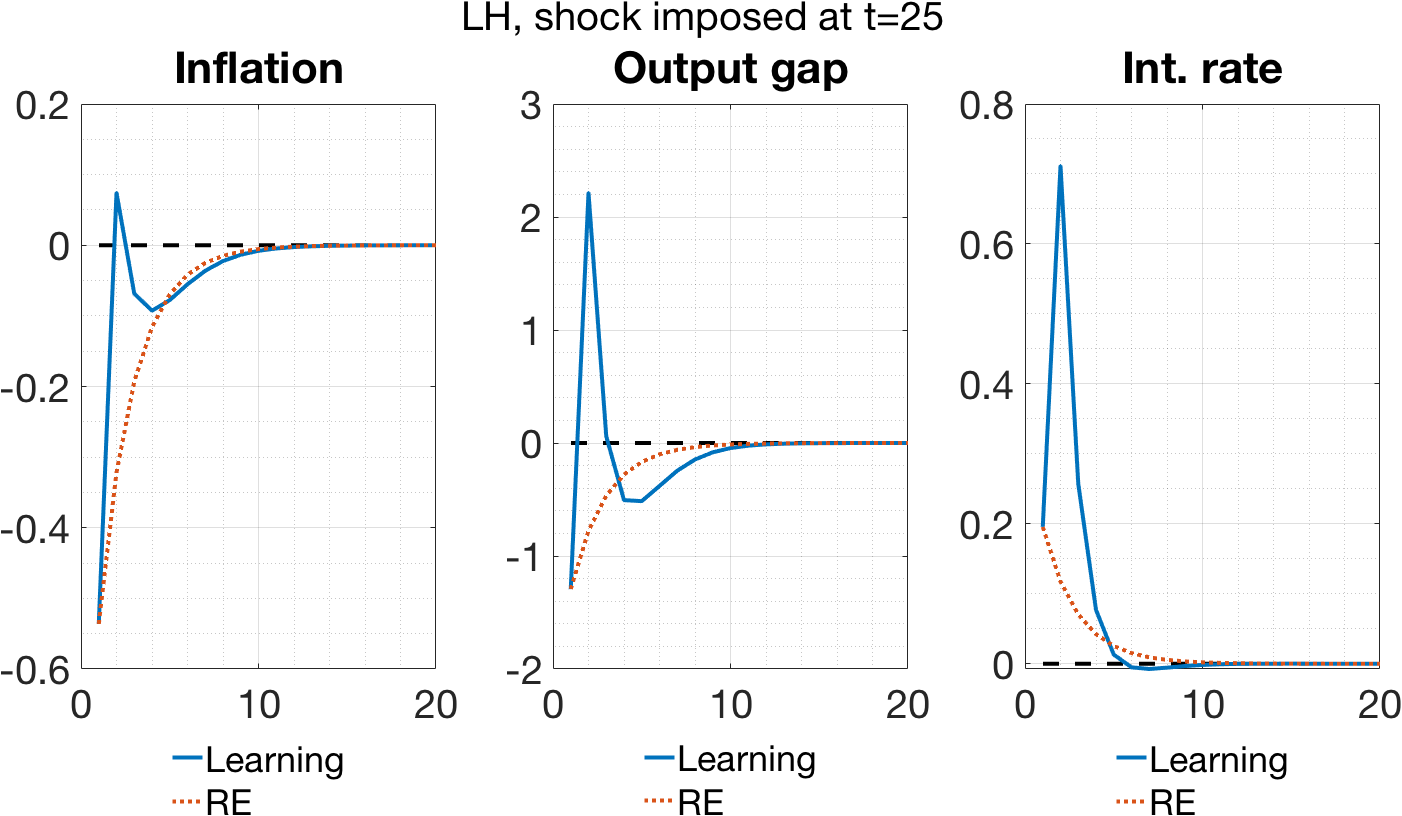 LH, shock imposed at t=25
Inflation
0.2
0
-0.2
-0.4
-0.6
0 10 20
Learning
RE
Output gap
3
2
1
0
-1
-2
0 10 20
Learning
RE
Int. rate
0.8
0.6
0.4
0.2
0
0 10 20
Learning
RE